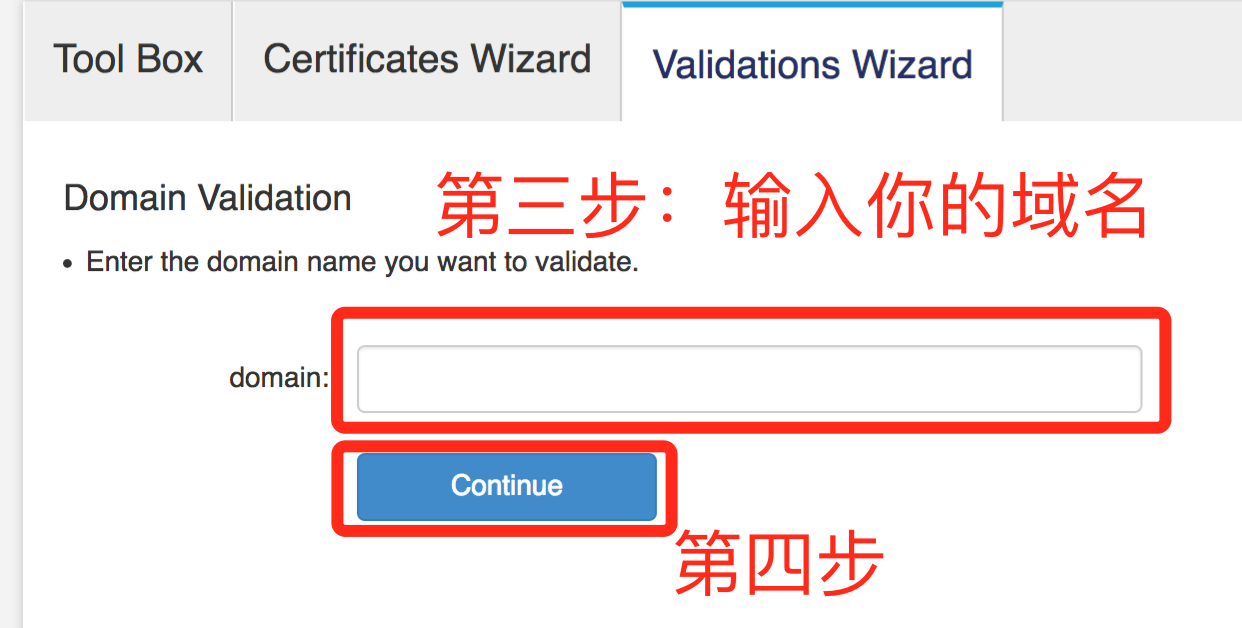 Tool Box
Certificates Wizard
Validations Wizard
Domain Validation
第三步：输入你的域名
Enter the domain name you want to validate.
domain:
Continue
第四步